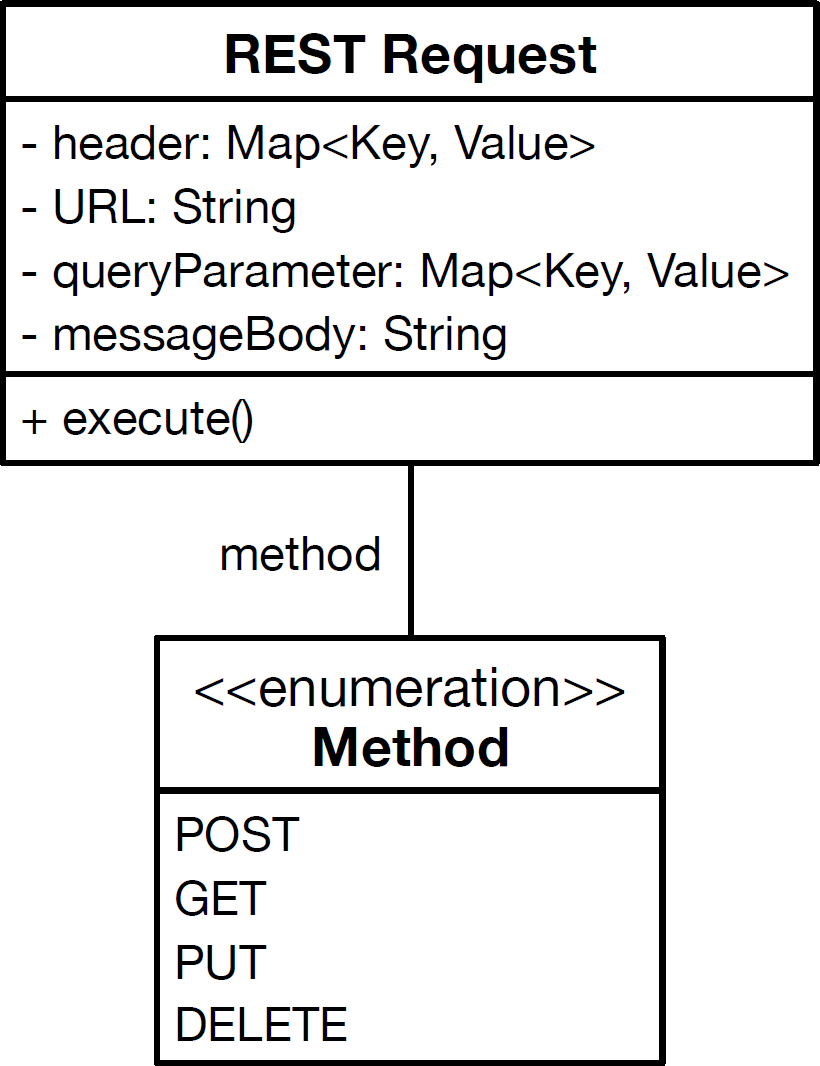 REST Request
- header: Map<Key, Value>
- URL: String
- queryParameter: Map<Key, Value>
- messageBody: String
+ execute()
method
<<enumeration>>
Method
POST
GET
PUT
DELETE